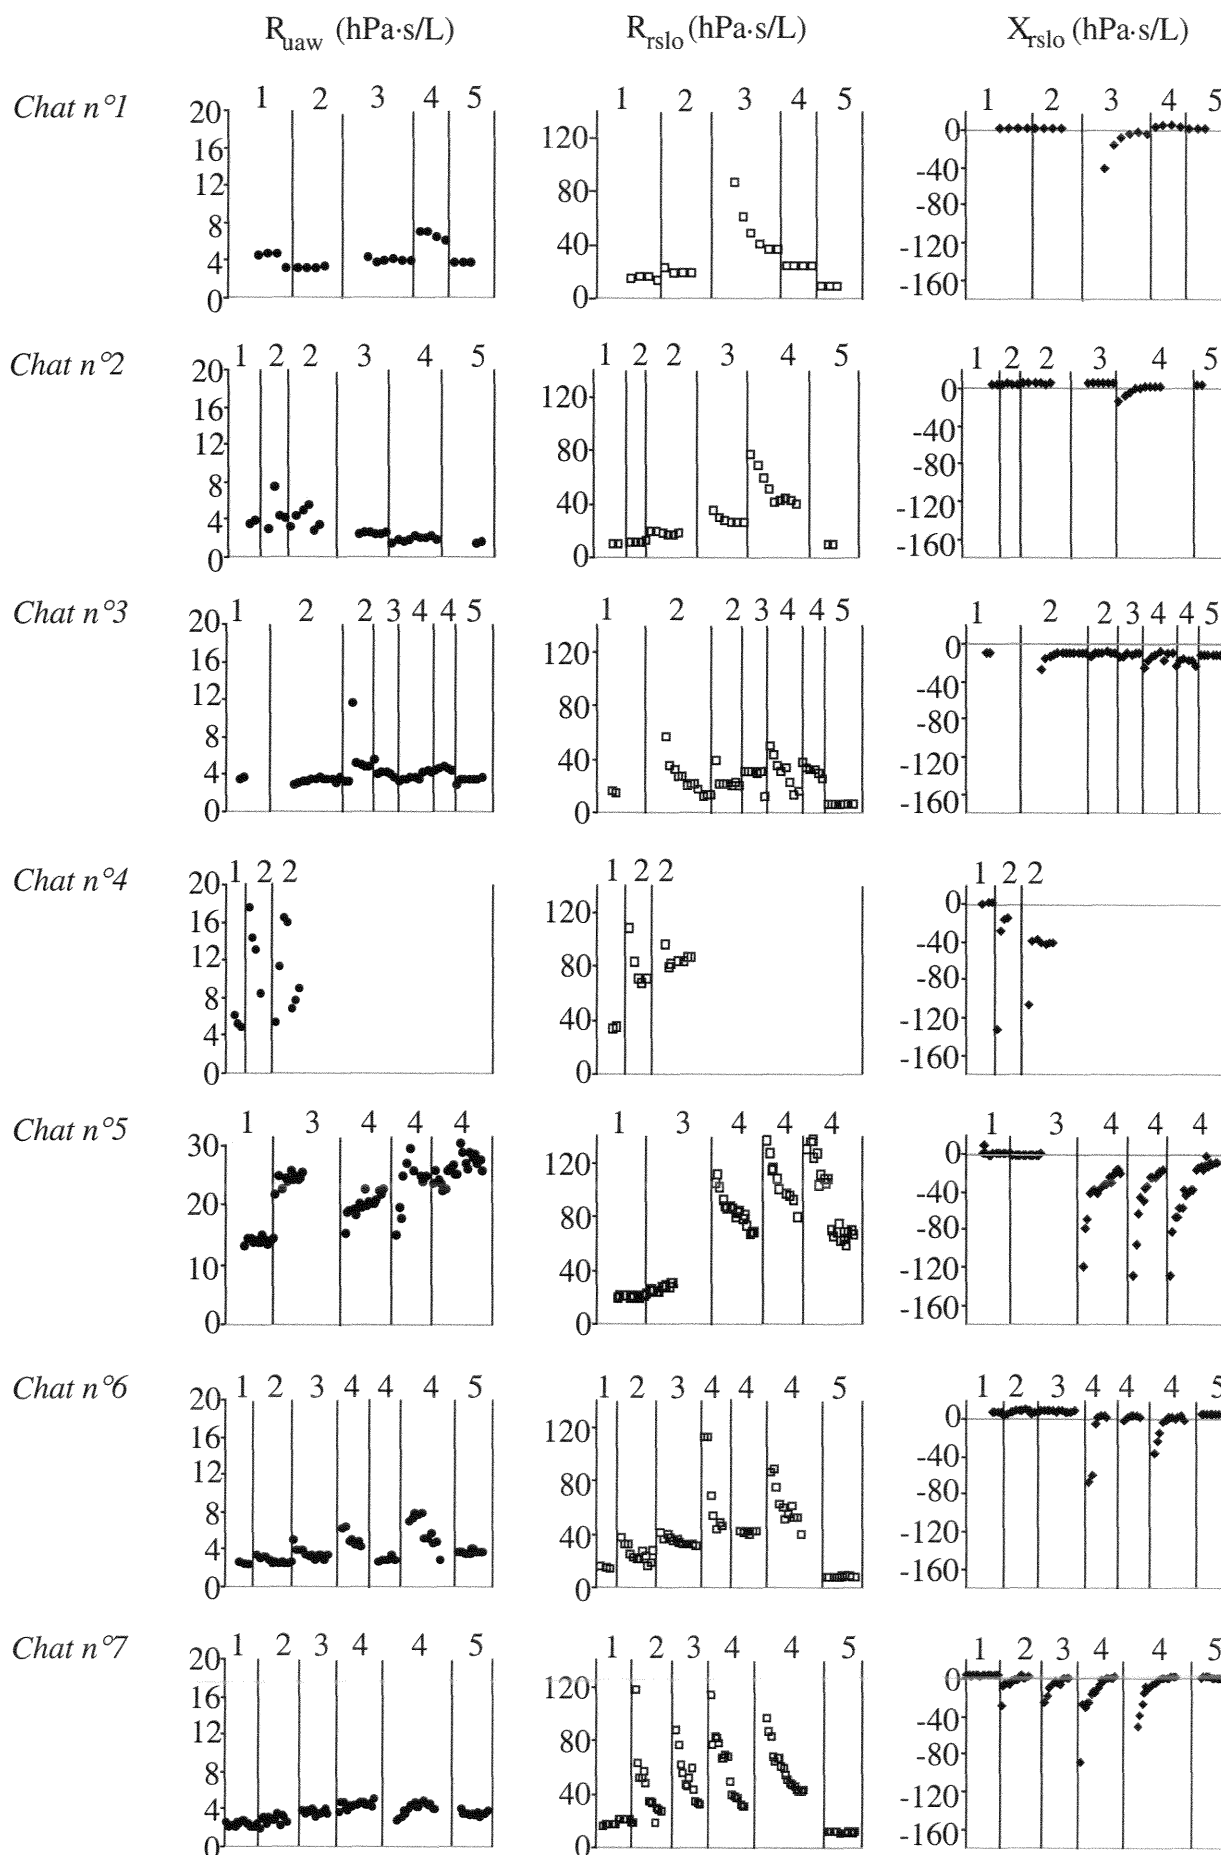 R_uaw (hPa·s/L) R_rslo (hPa·s/L) X_rslo (hPa·s/L)
Chat n°1
1 2 3 4 5 1 2 3 4 5 1 2 3 4 5
20 16 12 8 4 0
120 80 40 0
0 -40 -80 -120 -160
Chat n°2
1 2 2 3 4 5 1 2 2 3 4 5 1 2 2 3 4 5
20 16 12 8 4 0
120 80 40 0
0 -40 -80 -120 -160
Chat n°3
1 2 2 3 4 4 5 1 2 2 3 4 4 5 1 2 2 3 4 4 5
20 16 12 8 4 0
120 80 40 0
0 -40 -80 -120 -160
Chat n°4
1 2 2 1 2 2 1 2 2
20 16 12 8 4 0
120 80 40 0
0 -40 -80 -120 -160
Chat n°5
1 3 4 4 4 1 3 4 4 4 1 3 4 4 4
30 20 10 0
120 80 40 0
0 -40 -80 -120 -160
Chat n°6
1 2 3 4 4 4 5 1 2 3 4 4 4 5 1 2 3 4 4 4 5
20 16 12 8 4 0
120 80 40 0
0 -40 -80 -120 -160
Chat n°7
1 2 3 4 4 5 1 2 3 4 4 5 1 2 3 4 4 5
20 16 12 8 4 0
120 80 40 0
0 -40 -80 -120 -160